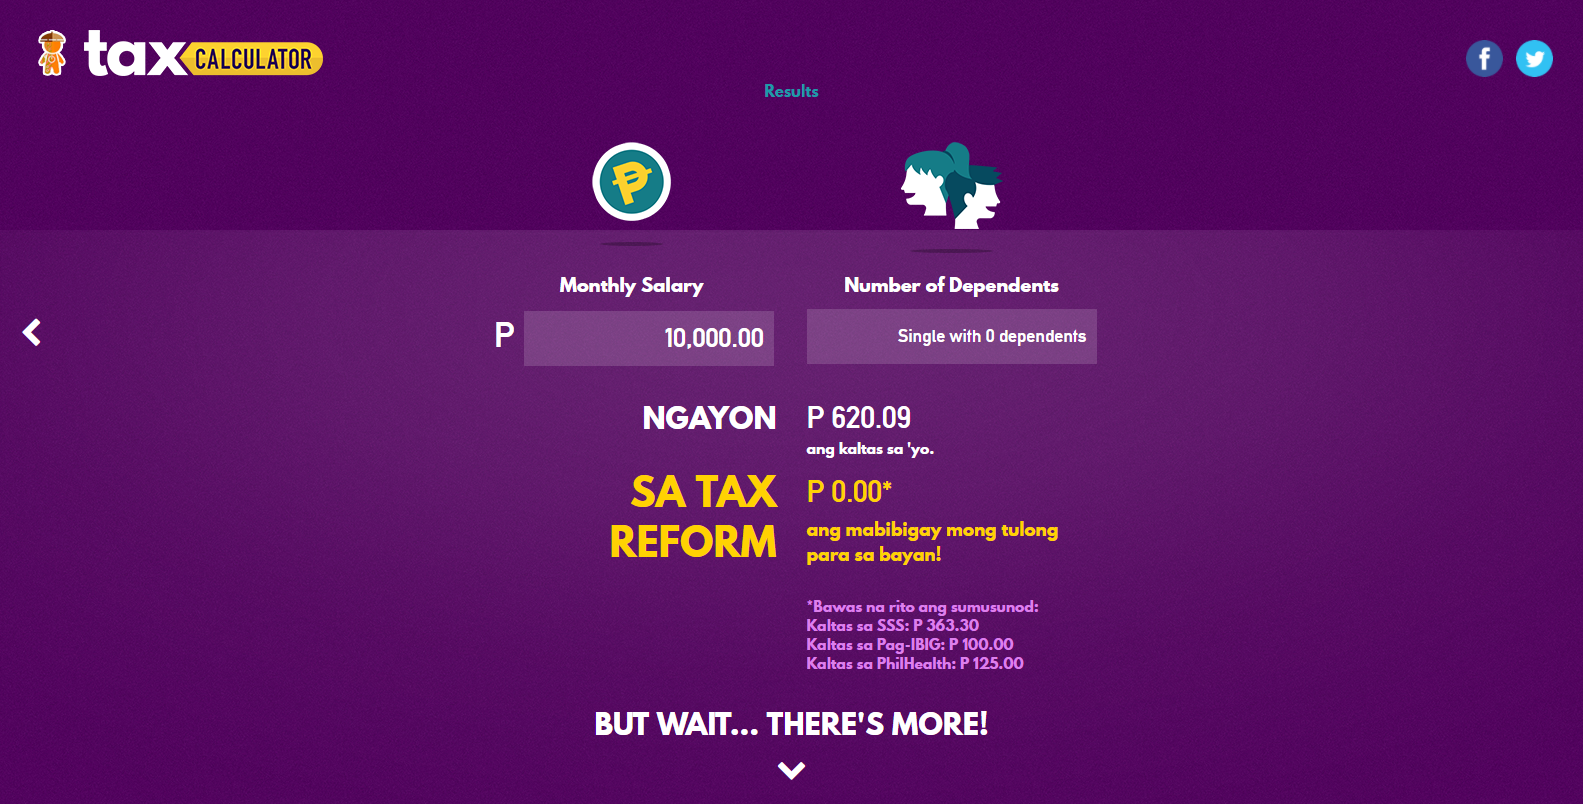 tax CALCULATOR
Results
Monthly Salary
Number of Dependents
P 10,000.00
Single with 0 dependents
NGAYON
P 620.09
ang kaltas sa 'yo.
SA TAX
REFORM
P 0.00*
ang mabibigay mong tulong
para sa bayan!
*Bawas na rito ang sumusunod:
Kaltas sa SSS: P 363.30
Kaltas sa Pag-IBIG: P 100.00
Kaltas sa PhilHealth: P 125.00
BUT WAIT... THERE'S MORE!